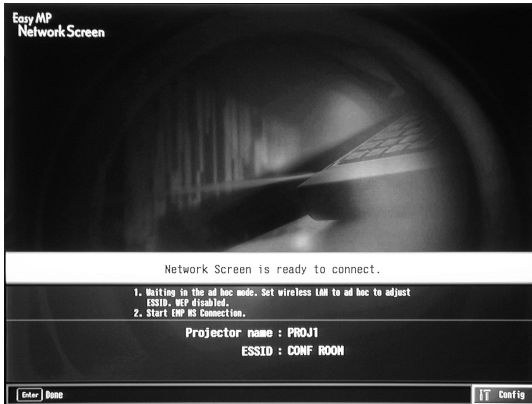 Easy MP
Network Screen
Network Screen is ready to connect.
1. Waiting in the ad hoc mode. Set wireless LAN to ad hoc to adjust
ESSID. WEP disabled.
2. Start EMP NS Connection.
Projector name : PROJ1
ESSID : CONF ROOM
Enter Done
Config